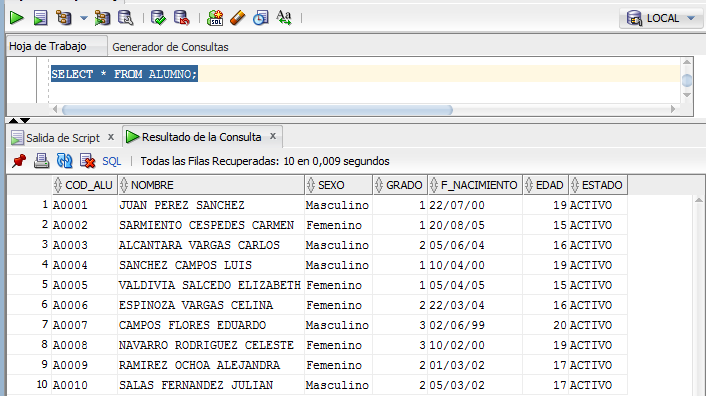 LOCAL
Hoja de Trabajo Generador de Consultas
SELECT * FROM ALUMNO;
Salida de Script x Resultado de la Consulta x
SQL | Todas las Filas Recuperadas: 10 en 0,009 segundos
COD_ALU NOMBRE SEXO GRADO F_NACIMIENTO EDAD ESTADO
1 A0001 JUAN PEREZ SANCHEZ Masculino 1 22/07/00 19 ACTIVO
2 A0002 SARMIENTO CESPEDES CARMEN Femenino 1 20/08/05 15 ACTIVO
3 A0003 ALCANTARA VARGAS CARLOS Masculino 2 05/06/04 16 ACTIVO
4 A0004 SANCHEZ CAMPOS LUIS Masculino 1 10/04/00 19 ACTIVO
5 A0005 VALDIVIA SALCEDO ELIZABETH Femenino 1 05/04/05 15 ACTIVO
6 A0006 ESPINOZA VARGAS CELINA Femenino 2 22/03/04 16 ACTIVO
7 A0007 CAMPOS FLORES EDUARDO Masculino 3 02/06/99 20 ACTIVO
8 A0008 NAVARRO RODRIGUEZ CELESTE Femenino 3 10/02/00 19 ACTIVO
9 A0009 RAMIREZ OCHOA ALEJANDRA Femenino 2 01/03/02 17 ACTIVO
10 A0010 SALAS FERNANDEZ JULIAN Masculino 2 05/03/02 17 ACTIVO